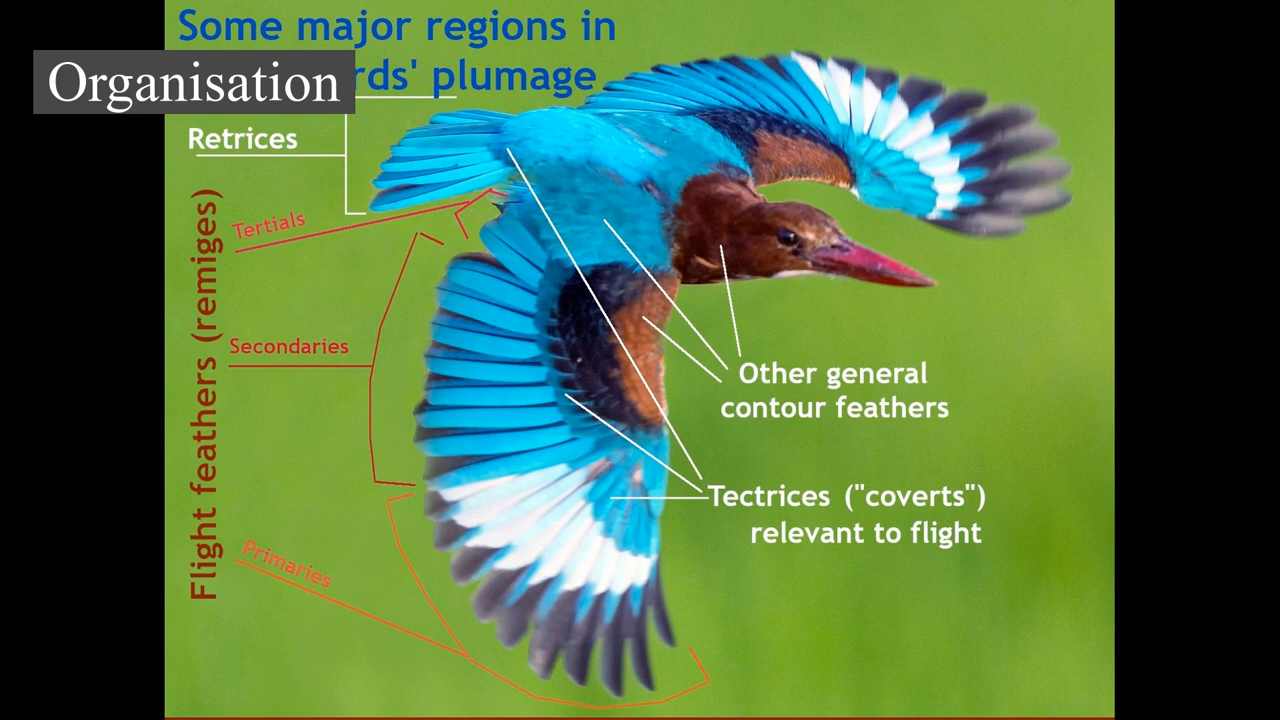 Some major regions in
rds' plumage
Organisation
Retrices
Flight feathers (remiges)
Tertials
Secondaries
Primaries
Other general
contour feathers
Tectrices ("coverts")
relevant to flight